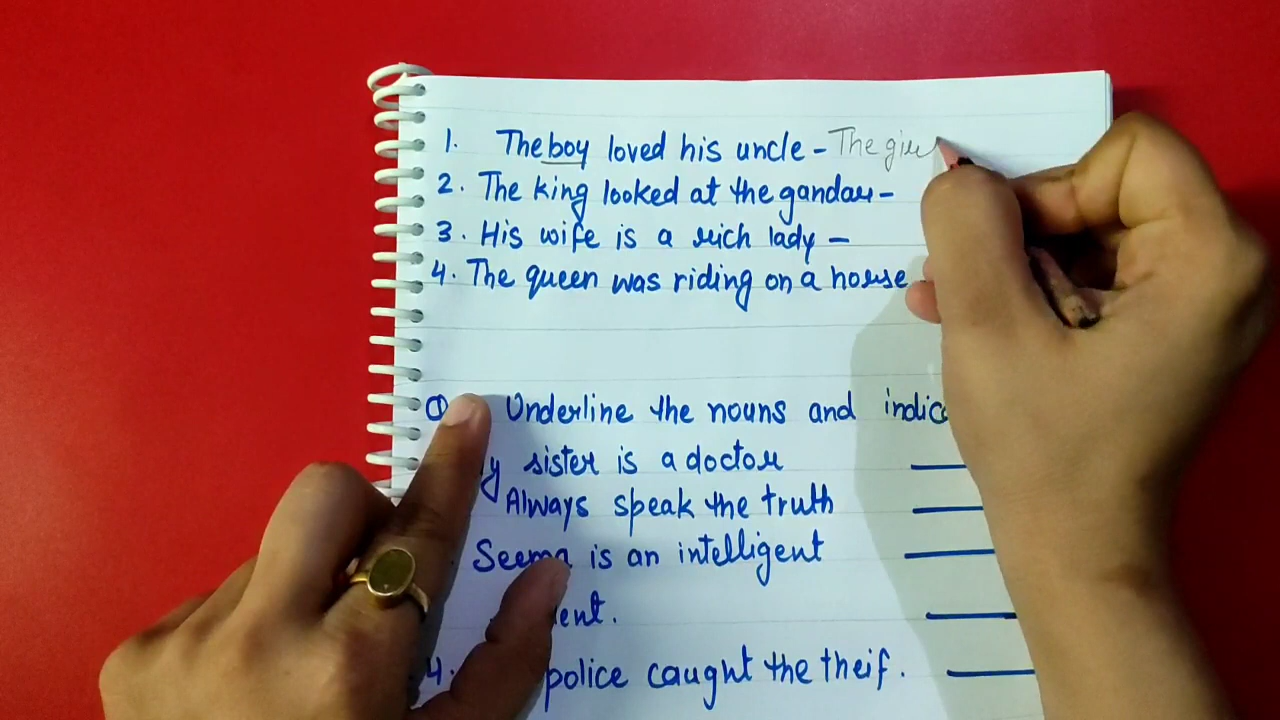 1. The boy loved his uncle - The gir
2. The king looked at the gandar -
3. His wife is a rich lady -
4. The queen was riding on a horse
Q Underline the nouns and indic
y sister is a doctor
Always speak the truth
Seema is an intelligent
ent.
4. police caught the theif.